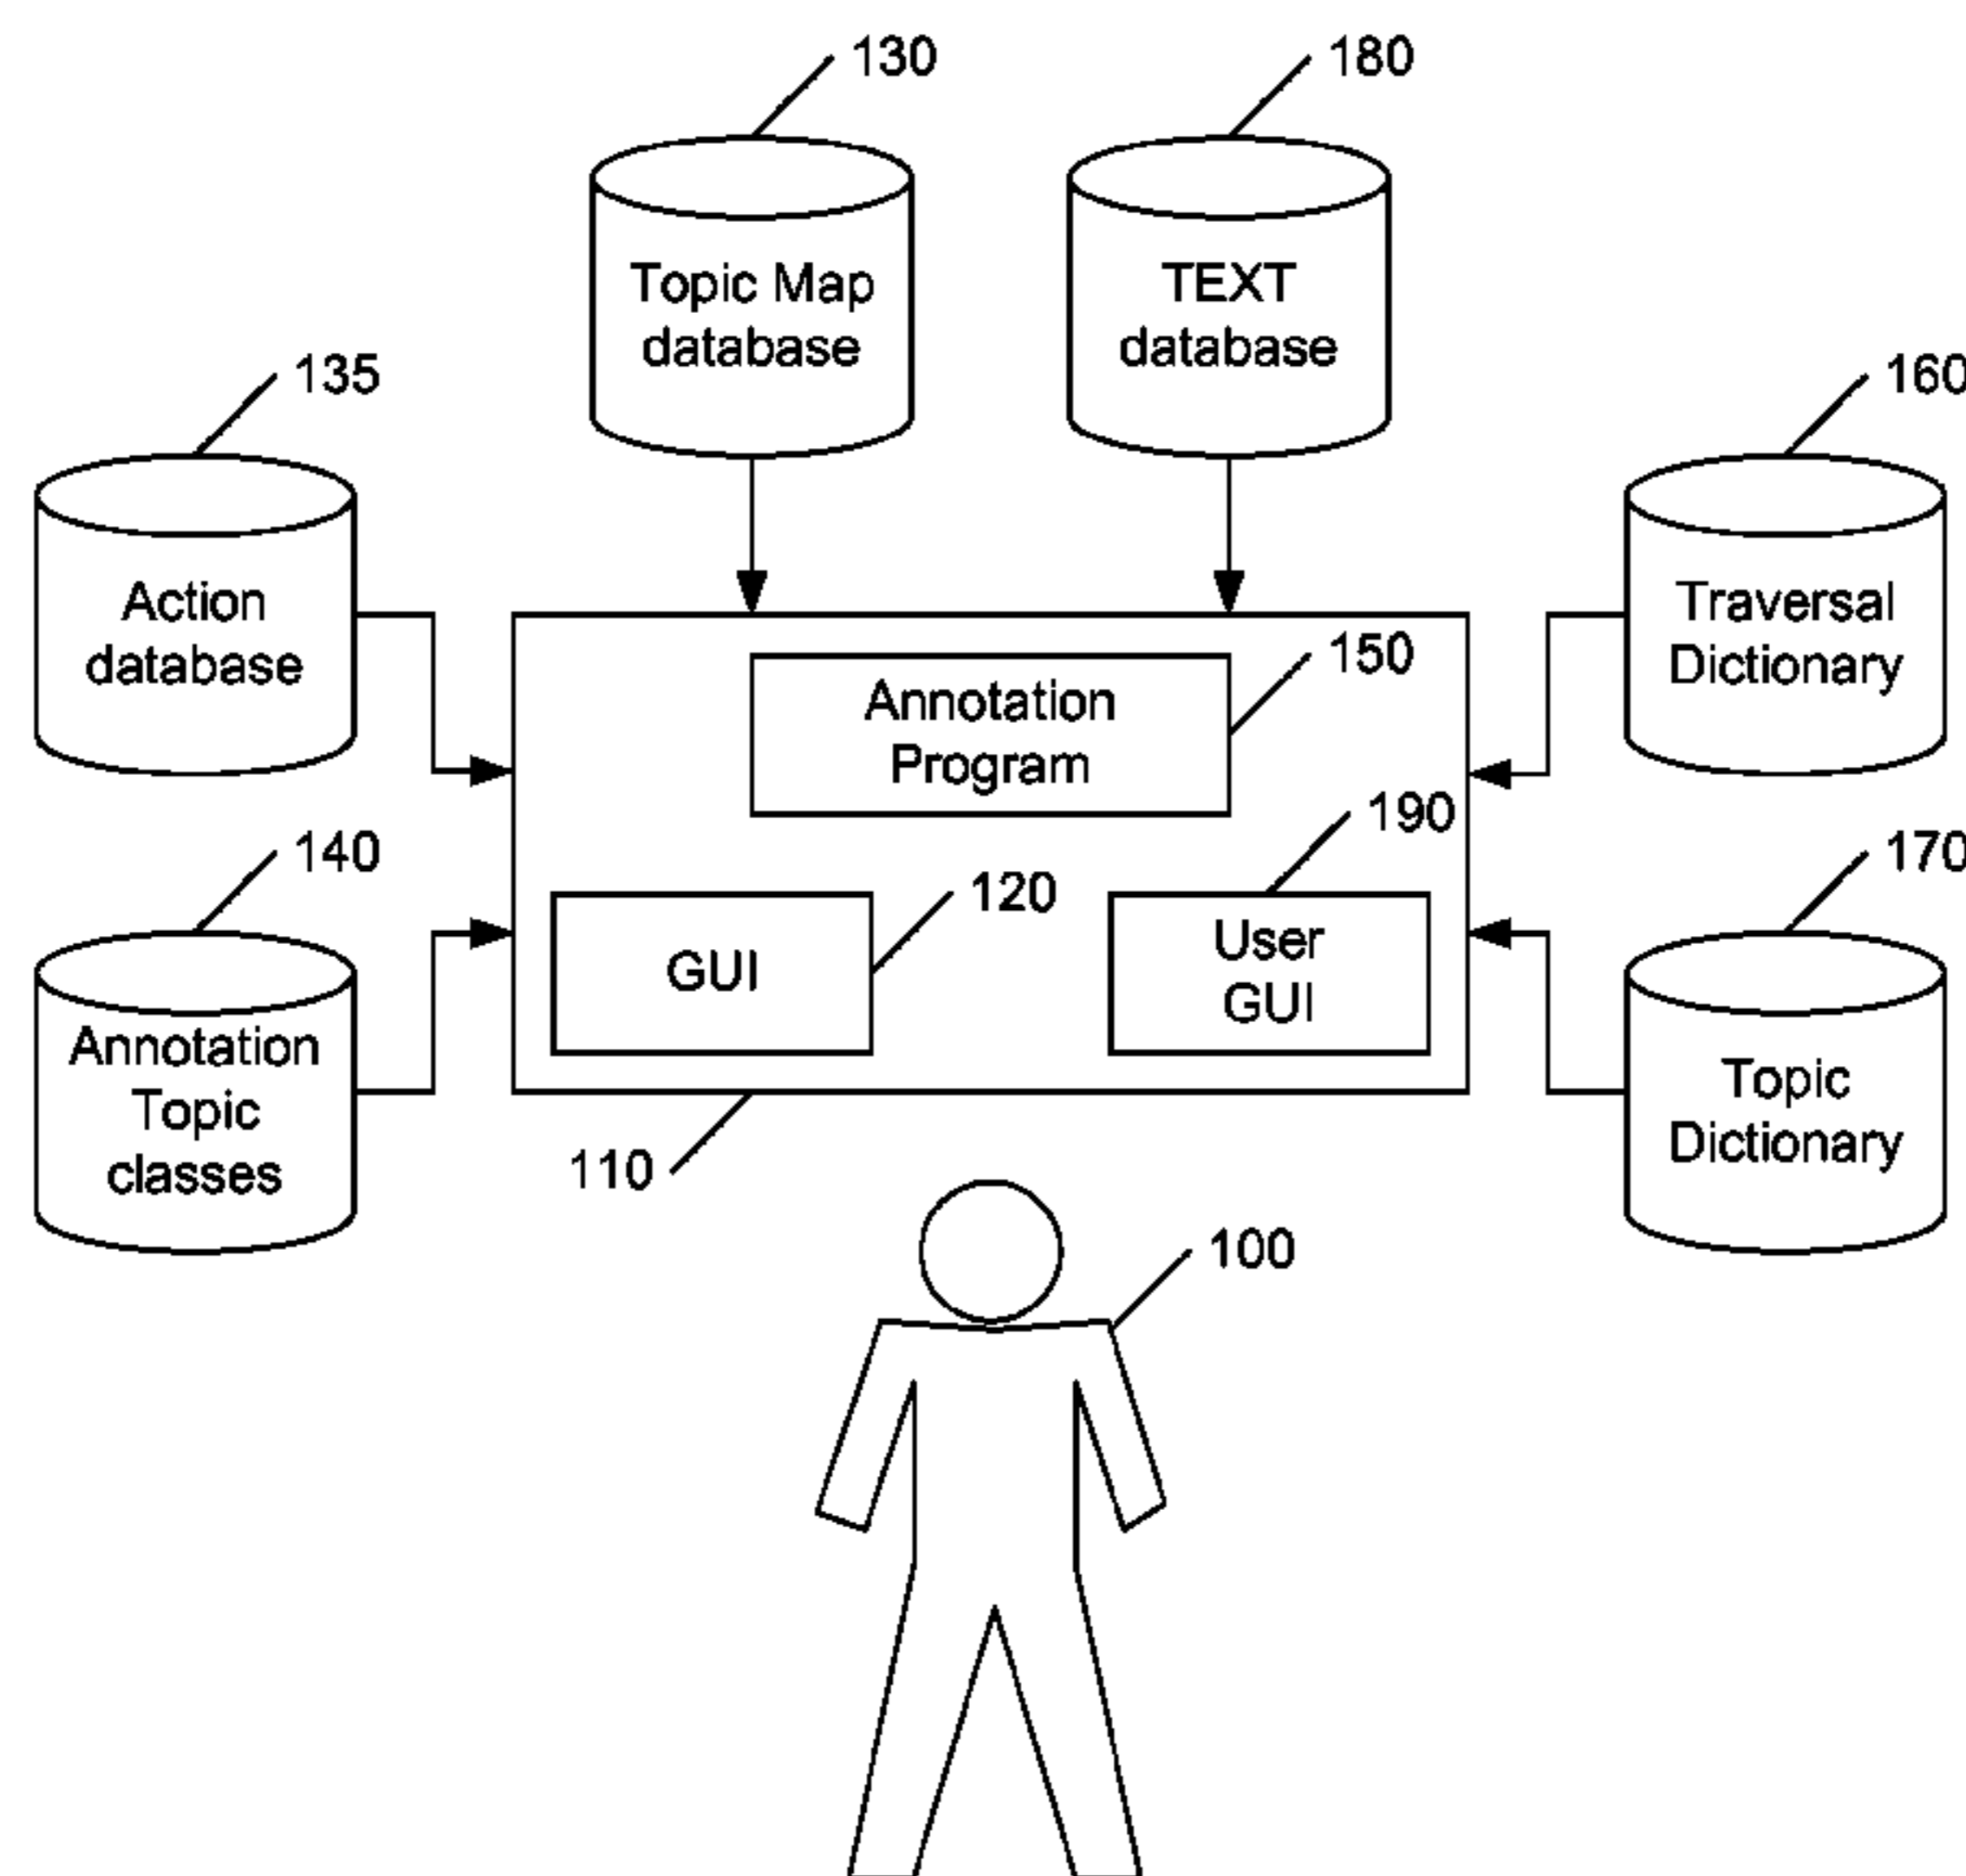 130
180
Topic Map
database
TEXT
database
135
160
Action
database
Traversal
Dictionary
150
Annotation
Program
190
140
170
120
GUI
User
GUI
Annotation
Topic
classes
Topic
Dictionary
110
100